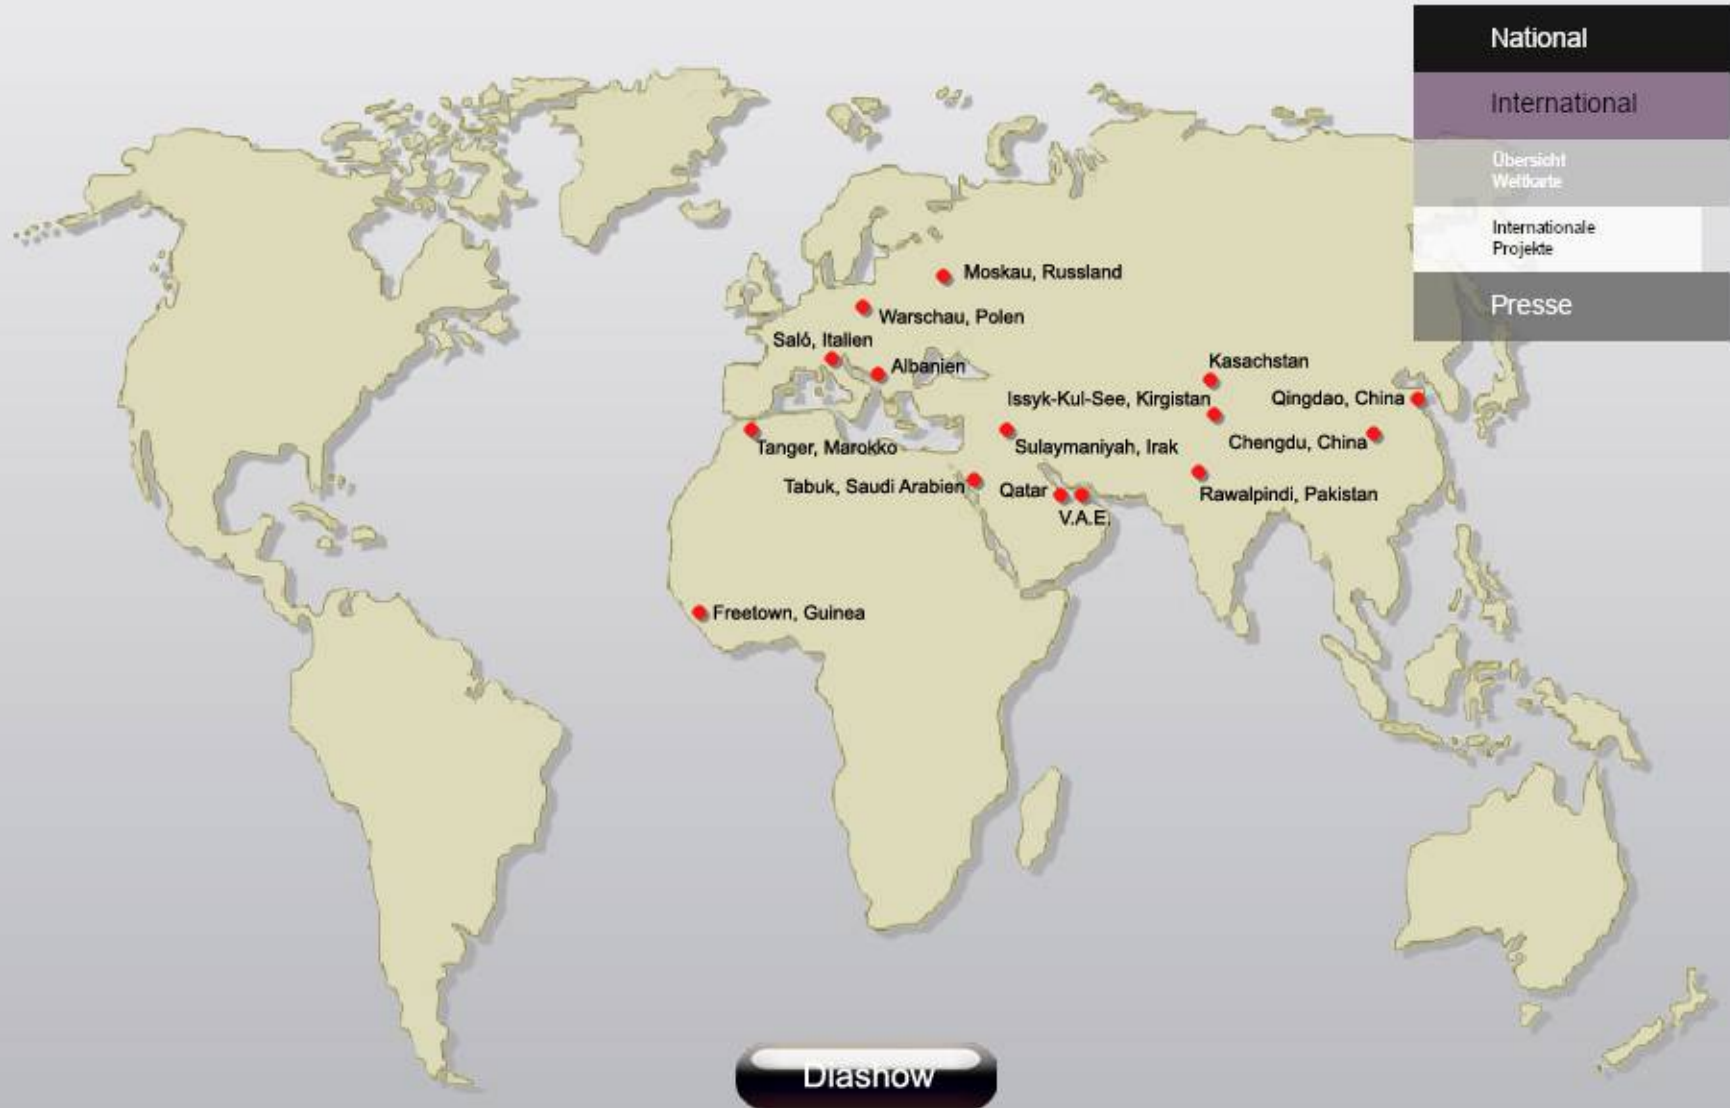 National
International
Übersicht
Weltkarte
Internationale
Projekte
Presse
Moskau, Russland
Warschau, Polen
Saló, Italien
Albanien
Kasachstan
Issyk-Kul-See, Kirgistan
Qingdao, China
Tanger, Marokko
Sulaymaniyah, Irak
Chengdu, China
Tabuk, Saudi Arabien
Qatar
Rawalpindi, Pakistan
V.A.E.
Freetown, Guinea
Diashow